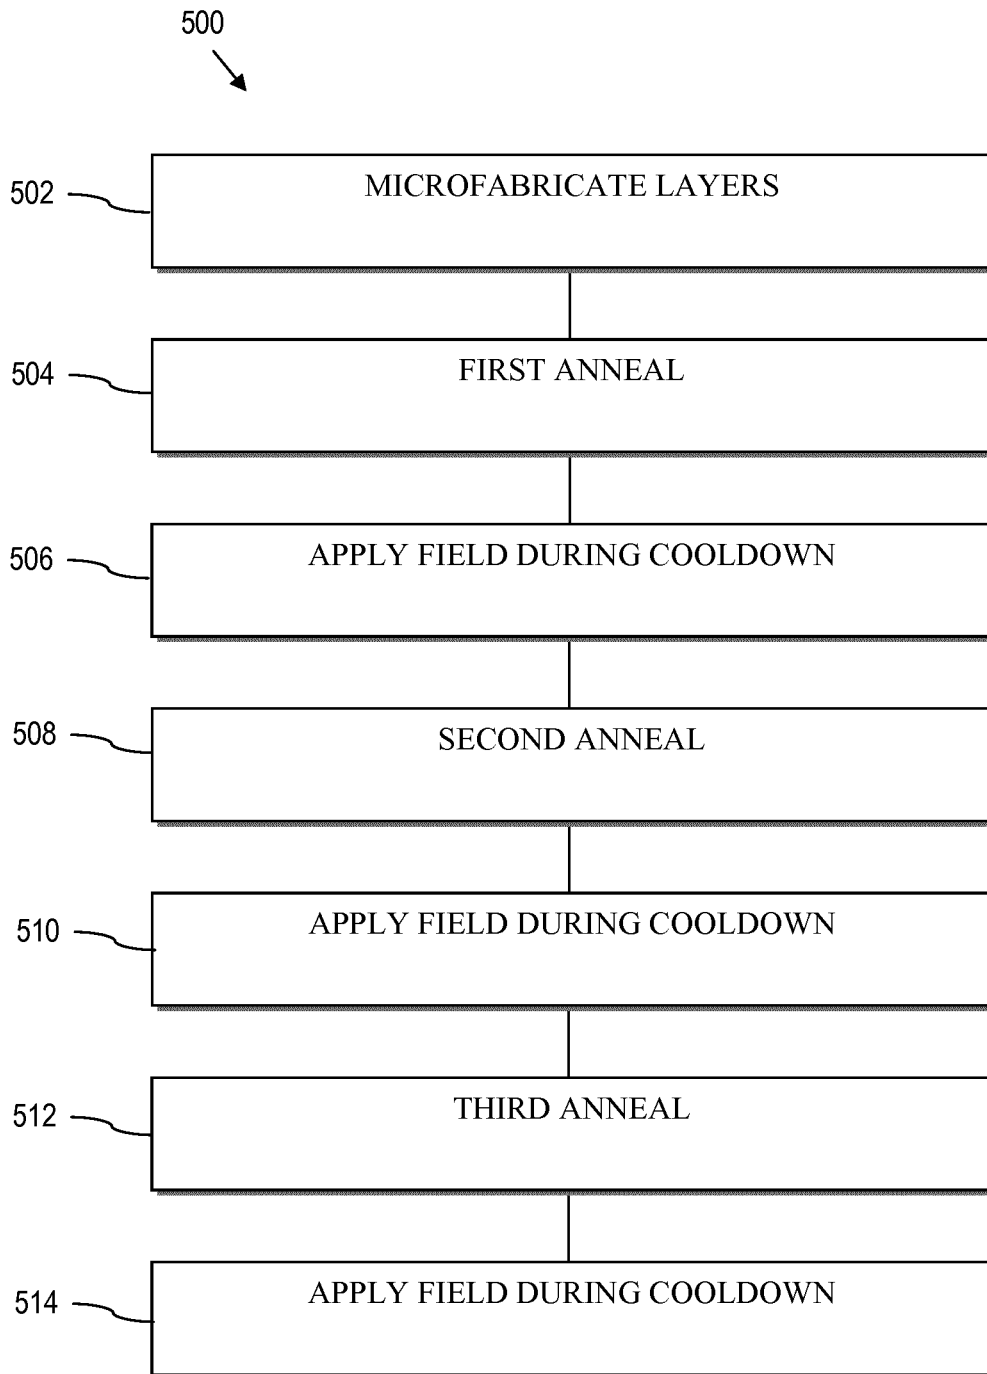 500
502
MICROFABRICATE LAYERS
504
FIRST ANNEAL
506
APPLY FIELD DURING COOLDOWN
508
SECOND ANNEAL
510
APPLY FIELD DURING COOLDOWN
512
THIRD ANNEAL
514
APPLY FIELD DURING COOLDOWN